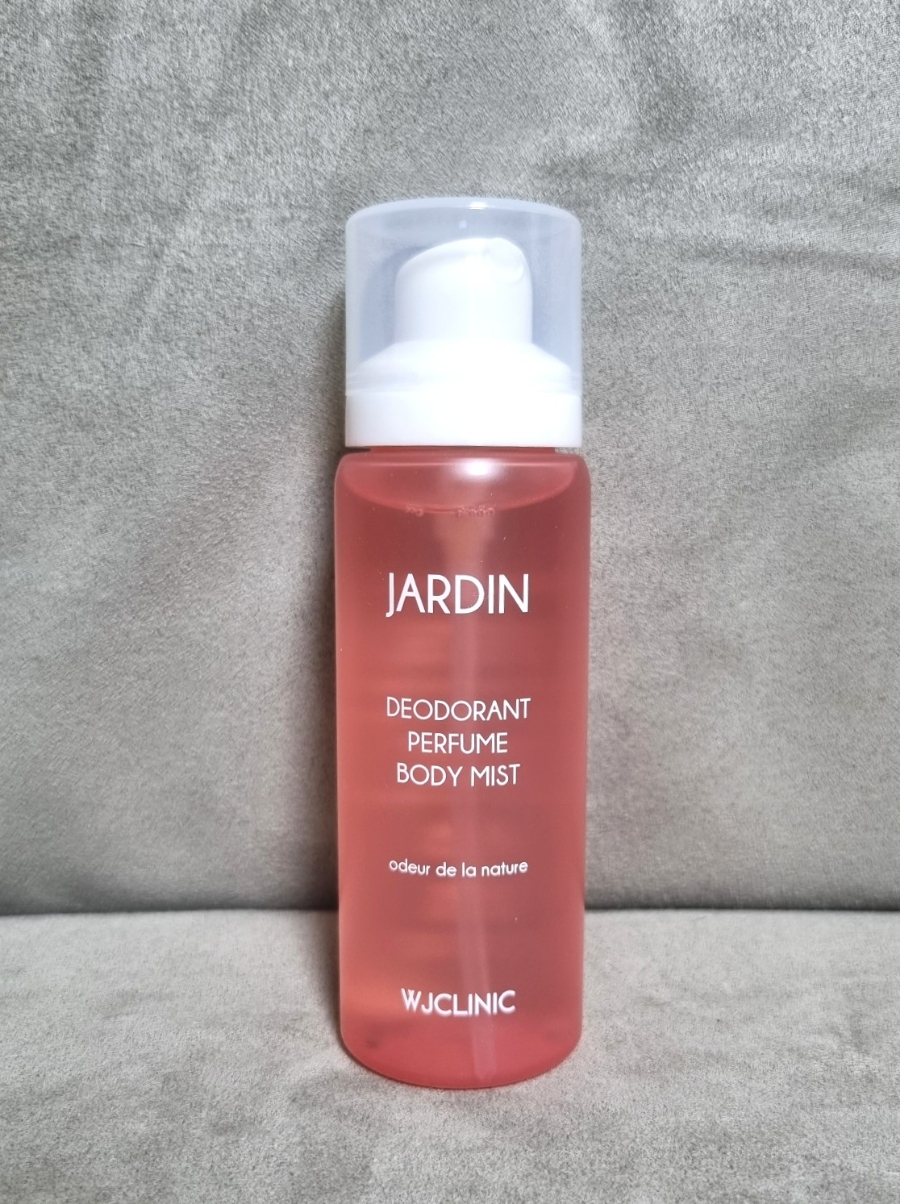 JARDIN
DEODORANT
PERFUME
BODY MIST
odeur de la nature
WJCLINIC